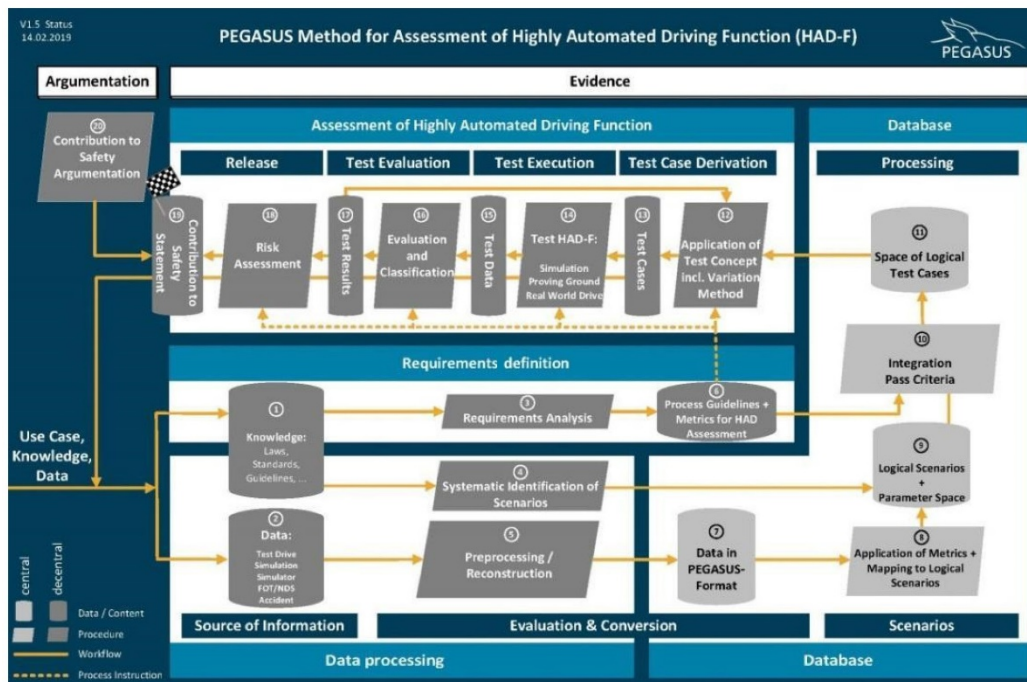 V1.5 Status
14.02.2019
PEGASUS Method for Assessment of Highly Automated Driving Function (HAD-F)
PEGASUS
Argumentation
Evidence
20
Contribution to
Safety
Argumentation
Assessment of Highly Automated Driving Function
Database
Release
Test Evaluation
Test Execution
Test Case Derivation
Processing
19
Contribution to
Safety
Statement
18
Risk
Assessment
17
Test Results
16
Evaluation
and
Classification
15
Test Data
14
Test HAD-F:
Simulation
Proving Ground
Real World Drive
13
Test Cases
12
Application of
Test Concept
incl. Variation
Method
11
Space of Logical
Test Cases
10
Integration
Pass Criteria
Requirements definition
1
Knowledge:
Laws,
Standards,
Guidelines, ...
3
Requirements Analysis
6
Process Guidelines +
Metrics for HAD
Assessment
Use Case,
Knowledge,
Data
4
Systematic Identification of
Scenarios
9
Logical Scenarios
+
Parameter Space
2
Data:
Test Drive
Simulation
Simulator
FOT/NDS
Accident
5
Preprocessing /
Reconstruction
7
Data in
PEGASUS-
Format
8
Application of Metrics +
Mapping to Logical
Scenarios
central
decentral
Data / Content
Procedure
Workflow
Process Instruction
Source of Information
Evaluation & Conversion
Scenarios
Data processing
Database